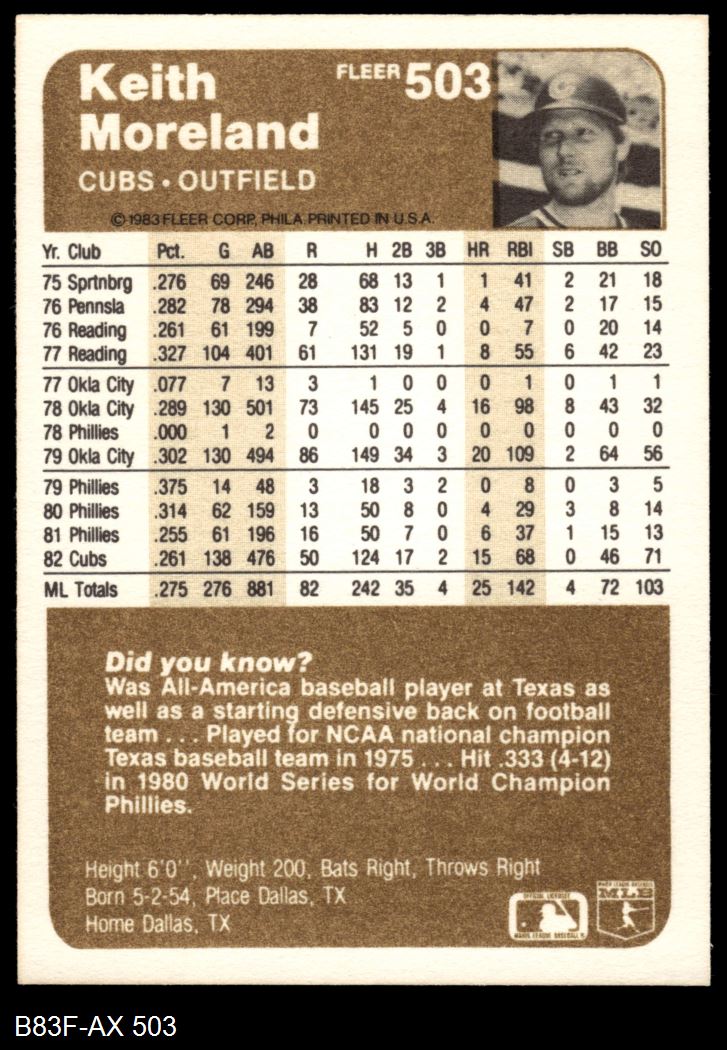 Keith
Moreland
FLEER 503
CUBS • OUTFIELD
© 1983 FLEER CORP., PHILA. PRINTED IN U.S.A.
Yr. Club Pct. G AB R H 2B 3B HR RBI SB BB SO
75 Sprtnbrg .276 69 246 28 68 13 1 1 41 2 21 18
76 Pennsla .282 78 294 38 83 12 2 4 47 2 17 15
76 Reading .261 61 199 7 52 5 0 0 7 0 20 14
77 Reading .327 104 401 61 131 19 1 8 55 6 42 23
77 Okla City .077 7 13 3 1 0 0 0 1 0 1 1
78 Okla City .289 130 501 73 145 25 4 16 98 8 43 32
78 Phillies .000 1 2 0 0 0 0 0 0 0 0 0
79 Okla City .302 130 494 86 149 34 3 20 109 2 64 56
79 Phillies .375 14 48 3 18 3 2 0 8 0 3 5
80 Phillies .314 62 159 13 50 8 0 4 29 3 8 14
81 Phillies .255 61 196 16 50 7 0 6 37 1 15 13
82 Cubs .261 138 476 50 124 17 2 15 68 0 46 71
ML Totals .275 276 881 82 242 35 4 25 142 4 72 103
Did you know?
Was All-America baseball player at Texas as
well as a starting defensive back on football
team . . . Played for NCAA national champion
Texas baseball team in 1975 . . . Hit .333 (4-12)
in 1980 World Series for World Champion
Phillies.
Height 6'0'', Weight 200, Bats Right, Throws Right
Born 5-2-54, Place Dallas, TX
Home Dallas, TX
OFFICIAL LICENSEE
MAJOR LEAGUE BASEBALL
MAJOR LEAGUE BASEBALL
MLB
B83F-AX 503